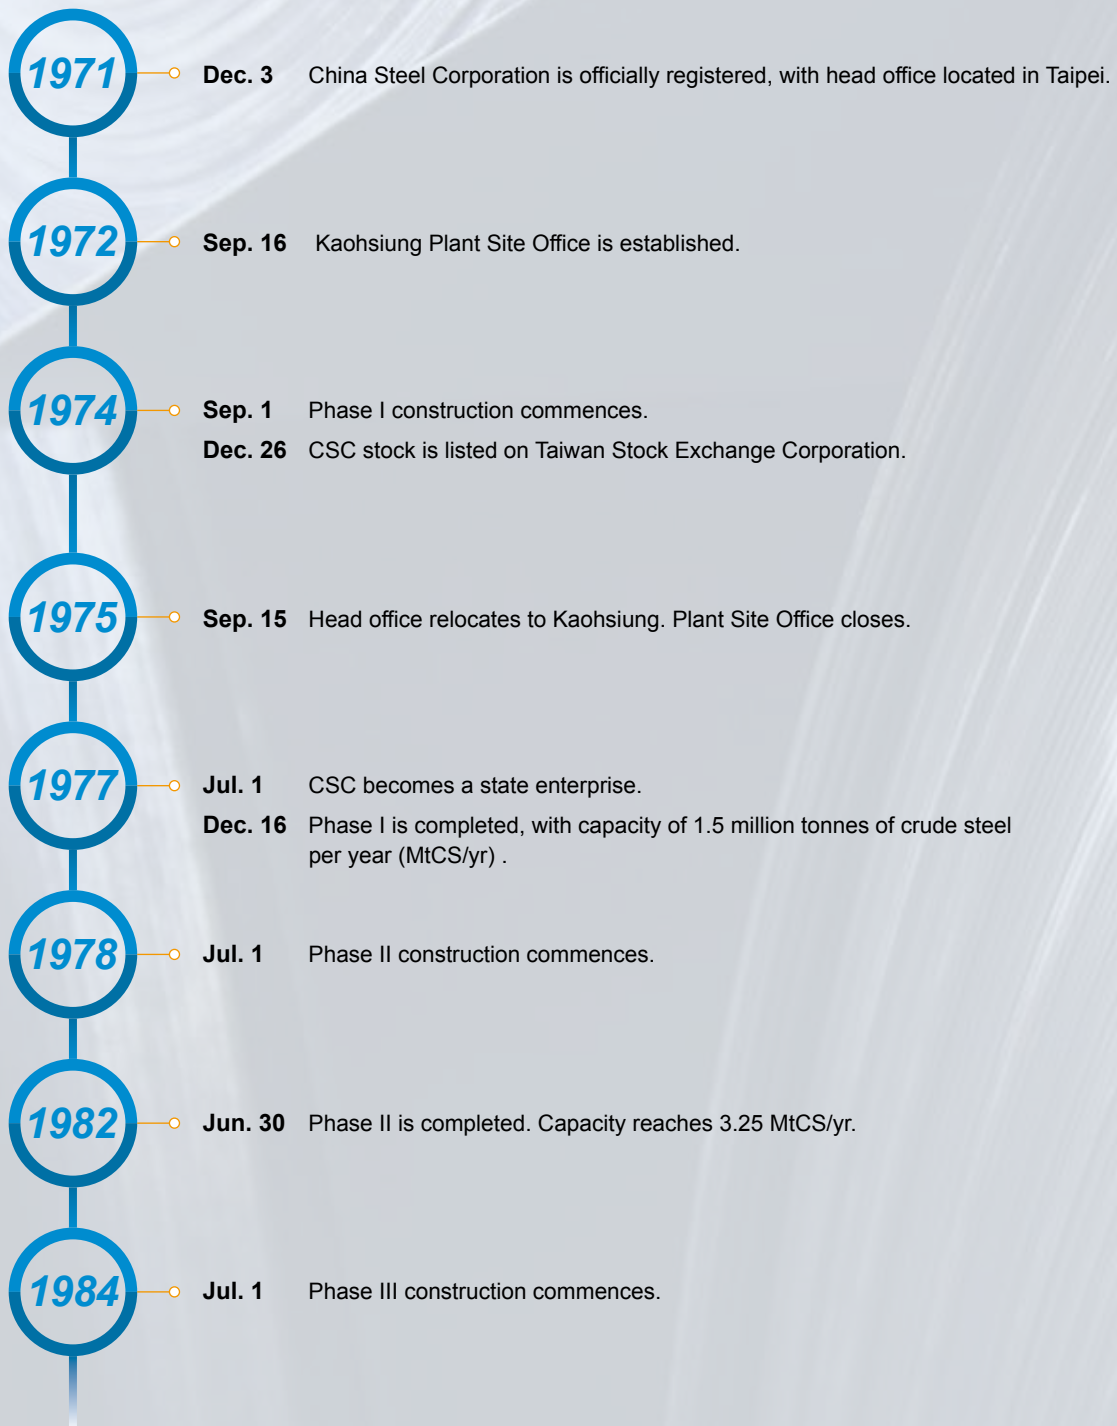 1971
Dec. 3 China Steel Corporation is officially registered, with head office located in Taipei.
1972
Sep. 16 Kaohsiung Plant Site Office is established.
1974
Sep. 1 Phase I construction commences.
Dec. 26 CSC stock is listed on Taiwan Stock Exchange Corporation.
1975
Sep. 15 Head office relocates to Kaohsiung. Plant Site Office closes.
1977
Jul. 1 CSC becomes a state enterprise.
Dec. 16 Phase I is completed, with capacity of 1.5 million tonnes of crude steel
per year (MtCS/yr) .
1978
Jul. 1 Phase II construction commences.
1982
Jun. 30 Phase II is completed. Capacity reaches 3.25 MtCS/yr.
1984
Jul. 1 Phase III construction commences.